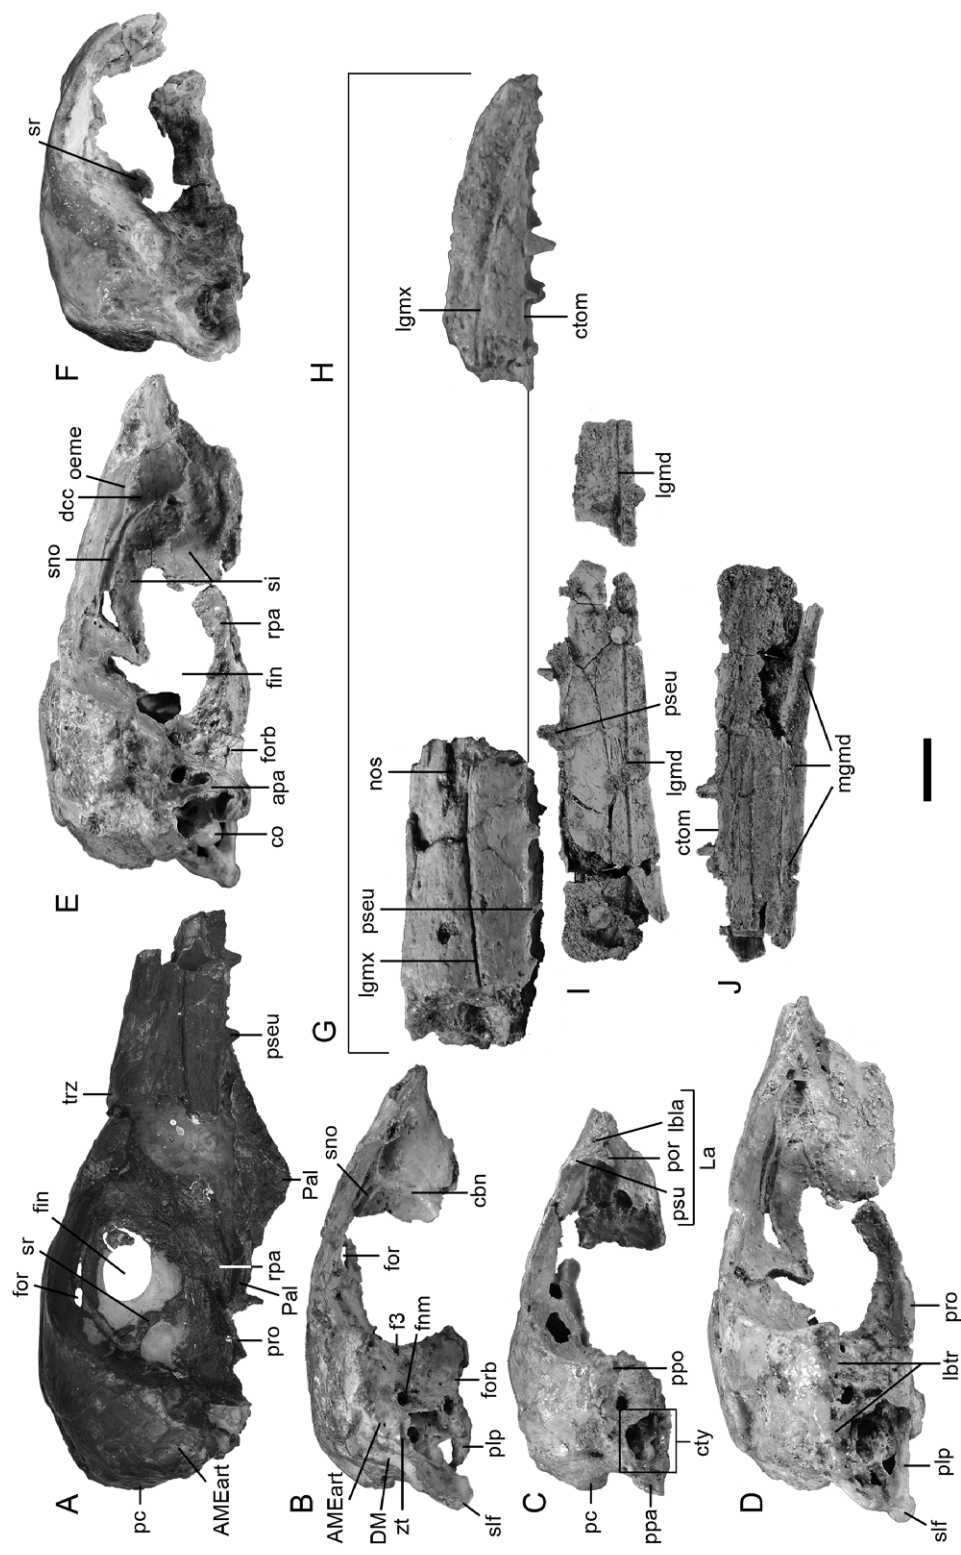 A
pc
AMEart
for
fin
sr
trz
pseu
Pal
rpa
Pal
pro
B
AMEart
DM
zt
slf
plp
forb
fnm
f3
for
sno
cbn
C
pc
ppa
cty
ppo
psu
por
lbla
La
D
slf
plp
lbtr
pro
E
sno
dcc
oeme
co
apa
forb
fin
rpa
si
F
sr
G
lgmx
pseu
nos
H
lgmx
ctom
I
lgmd
pseu
lgmd
J
ctom
mgmd